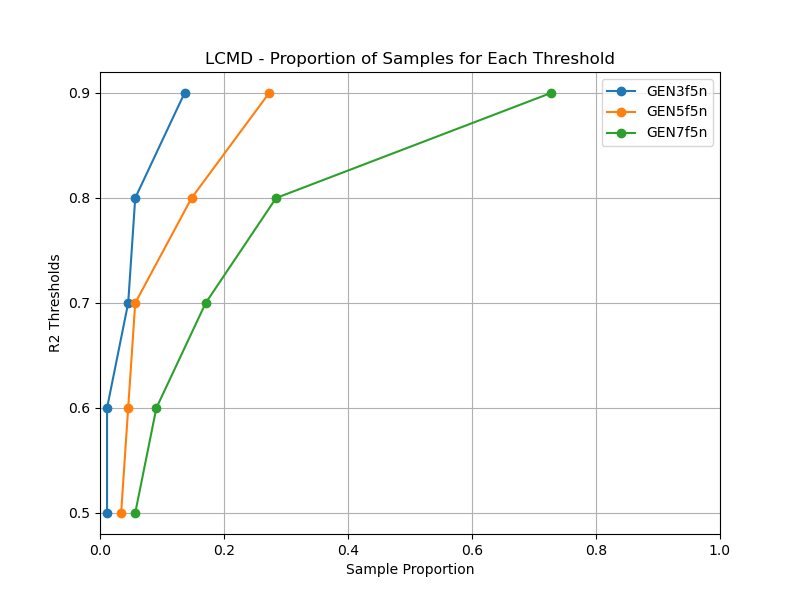 LCMD - Proportion of Samples for Each Threshold
GEN3f5n
GEN5f5n
GEN7f5n
0.9
0.8
0.7
0.6
0.5
R2 Thresholds
0.0 0.2 0.4 0.6 0.8 1.0
Sample Proportion